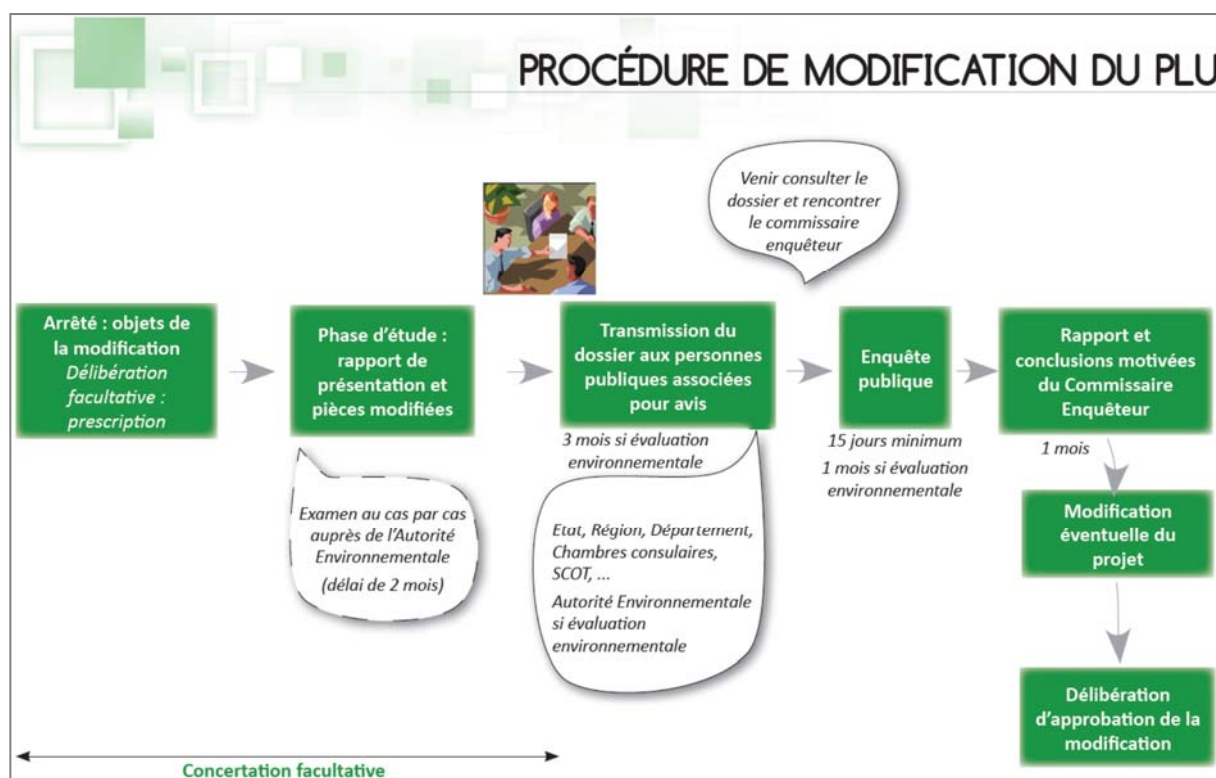 PROCÉDURE DE MODIFICATION DU PLU
Venir consulter le
dossier et rencontrer
le commissaire
enquêteur
Arrêté : objets de
la modification
Délibération
facultative :
prescription
Phase d'étude :
rapport de
présentation et
pièces modifiées
Transmission du
dossier aux personnes
publiques associées
pour avis
Enquête
publique
Rapport et
conclusions motivées
du Commissaire
Enquêteur
3 mois si évaluation
environnementale
15 jours minimum
1 mois si évaluation
environnementale
1 mois
Examen au cas par cas
auprès de l'Autorité
Environnementale
(délai de 2 mois)
Etat, Région, Département,
Chambres consulaires,
SCOT, ...
Autorité Environnementale
si évaluation
environnementale
Modification
éventuelle du
projet
Délibération
d'approbation de la
modification
Concertation facultative